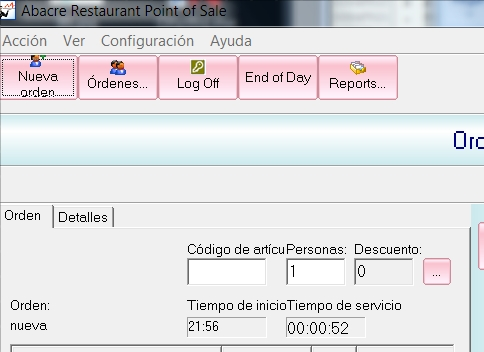 Abacre Restaurant Point of Sale
Acción Ver Configuración Ayuda
Nueva orden
Órdenes...
Log Off
End of Day
Reports...
Orden Detalles
Código de artícu Personas: Descuento:
1 0 ...
Orden: Tiempo de inicio Tiempo de servicio
nueva 21:56 00:00:52